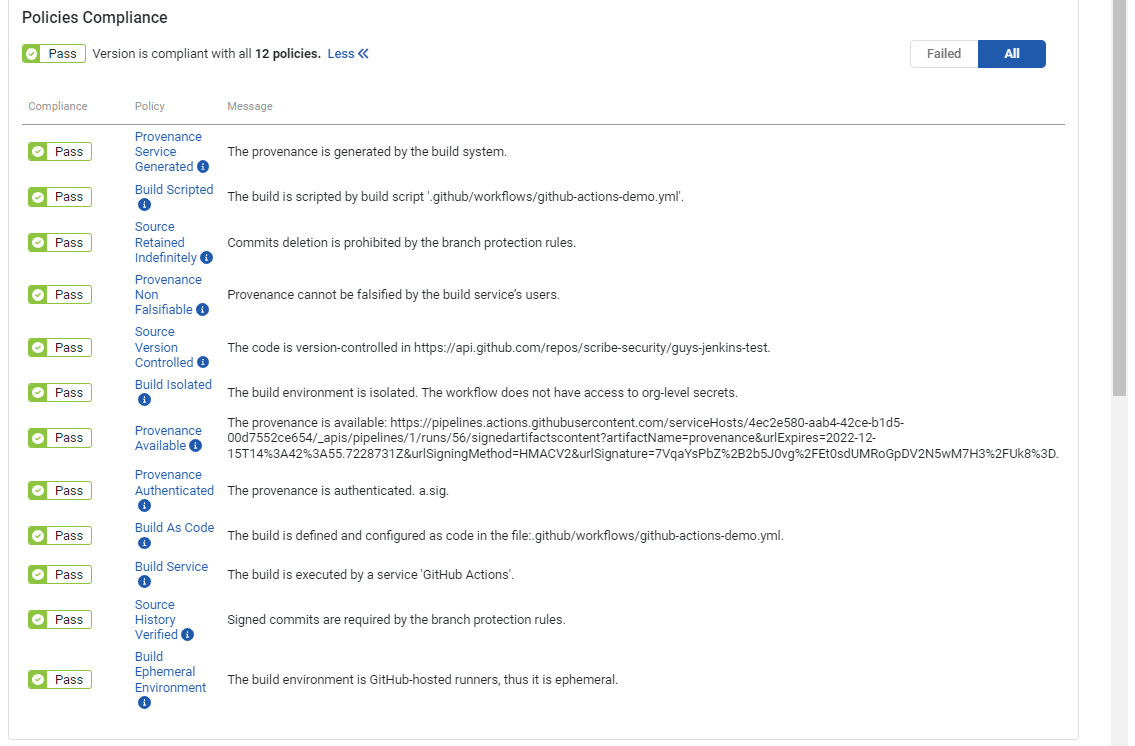 Policies Compliance
Pass Version is compliant with all 12 policies. Less
Failed All
Compliance Policy Message
Pass
Provenance
Service
Generated
The provenance is generated by the build system.
Pass
Build Scripted
The build is scripted by build script '.github/workflows/github-actions-demo.yml'.
Pass
Source
Retained
Indefinitely
Commits deletion is prohibited by the branch protection rules.
Pass
Provenance
Non
Falsifiable
Provenance cannot be falsified by the build service's users.
Pass
Source
Version
Controlled
The code is version-controlled in https://api.github.com/repos/scribe-security/guys-jenkins-test.
Pass
Build Isolated
The build environment is isolated. The workflow does not have access to org-level secrets.
Pass
Provenance
Available
The provenance is available: https://pipelines.actions.githubusercontent.com/serviceHosts/4ec2e580-aab4-42ce-b1d5-
00d7552ce654/_apis/pipelines/1/runs/56/signedartifactscontent?artifactName=provenance&urlExpires=2022-12-
15T14%3A42%3A55.7228731Z&urlSigningMethod=HMACV2&urlSignature=7VqaYsPbZ%2B2b5J0vg%2FEt0sdUMRoGpDV2N5wM7H3%2FUk8%3D.
Pass
Provenance
Authenticated
The provenance is authenticated. a.sig.
Pass
Build As Code
The build is defined and configured as code in the file:.github/workflows/github-actions-demo.yml.
Pass
Build Service
The build is executed by a service 'GitHub Actions'.
Pass
Source
History
Verified
Signed commits are required by the branch protection rules.
Pass
Build
Ephemeral
Environment
The build environment is GitHub-hosted runners, thus it is ephemeral.